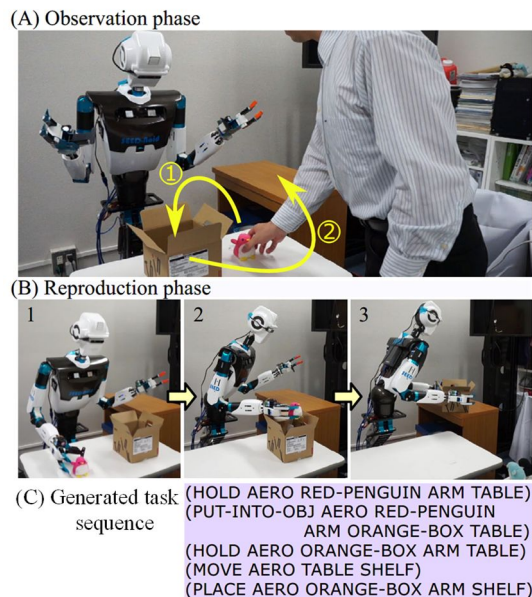 (A) Observation phase
①
②
(B) Reproduction phase
1
2
3
(C) Generated task
sequence
(HOLD AERO RED-PENGUIN ARM TABLE)
(PUT-INTO-OBJ AERO RED-PENGUIN
ARM ORANGE-BOX TABLE)
(HOLD AERO ORANGE-BOX ARM TABLE)
(MOVE AERO TABLE SHELF)
(PLACE AERO ORANGE-BOX ARM SHELF)